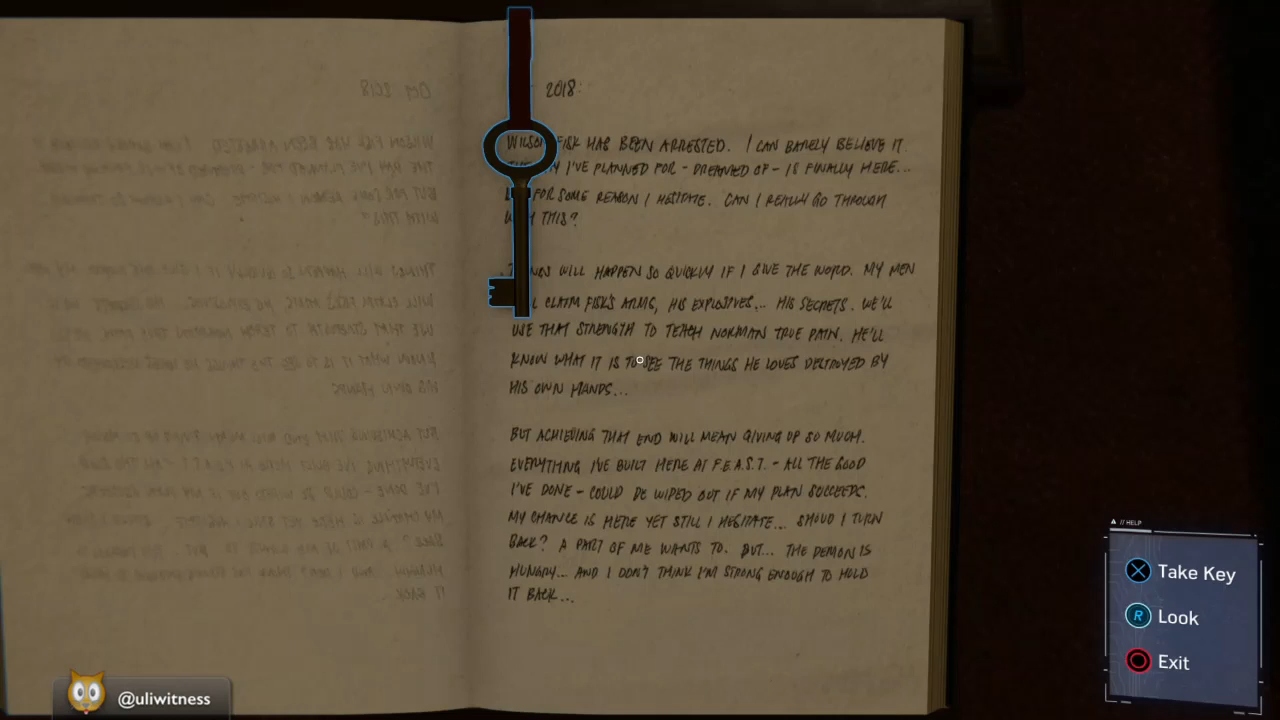 2018:
WILSON FISK HAS BEEN ARRESTED. I CAN BARELY BELIEVE IT.
I'VE PLANNED FOR - DREAMED OF - IS FINALLY HERE...
FOR SOME REASON I HESITATE. CAN I REALLY GO THROUGH
THIS?
WILL HAPPEN SO QUICKLY IF I GIVE THE WORD. MY MEN
CLAIM FISK'S ARMS, HIS EXPLOSIVES... HIS SECRETS. WE'LL
USE THAT STRENGTH TO TEACH NORMAN TRUE PAIN. HE'LL
KNOW WHAT IT IS TO SEE THE THINGS HE LOVES DESTROYED BY
HIS OWN HANDS...
BUT ACHIEVING THAT END WILL MEAN GIVING UP SO MUCH.
EVERYTHING I'VE BUILT HERE AT F.E.A.S.T. - ALL THE GOOD
I'VE DONE - COULD BE WIPED OUT IF MY PLAN SUCCEEDS.
MY CHANCE IS HERE YET STILL I HESITATE... SHOULD I TURN
BACK? A PART OF ME WANTS TO. BUT... THE DEMON IS
HUNGRY... AND I DON'T THINK I'M STRONG ENOUGH TO HOLD
IT BACK...
// HELP
Take Key
R Look
Exit
@uliwitness